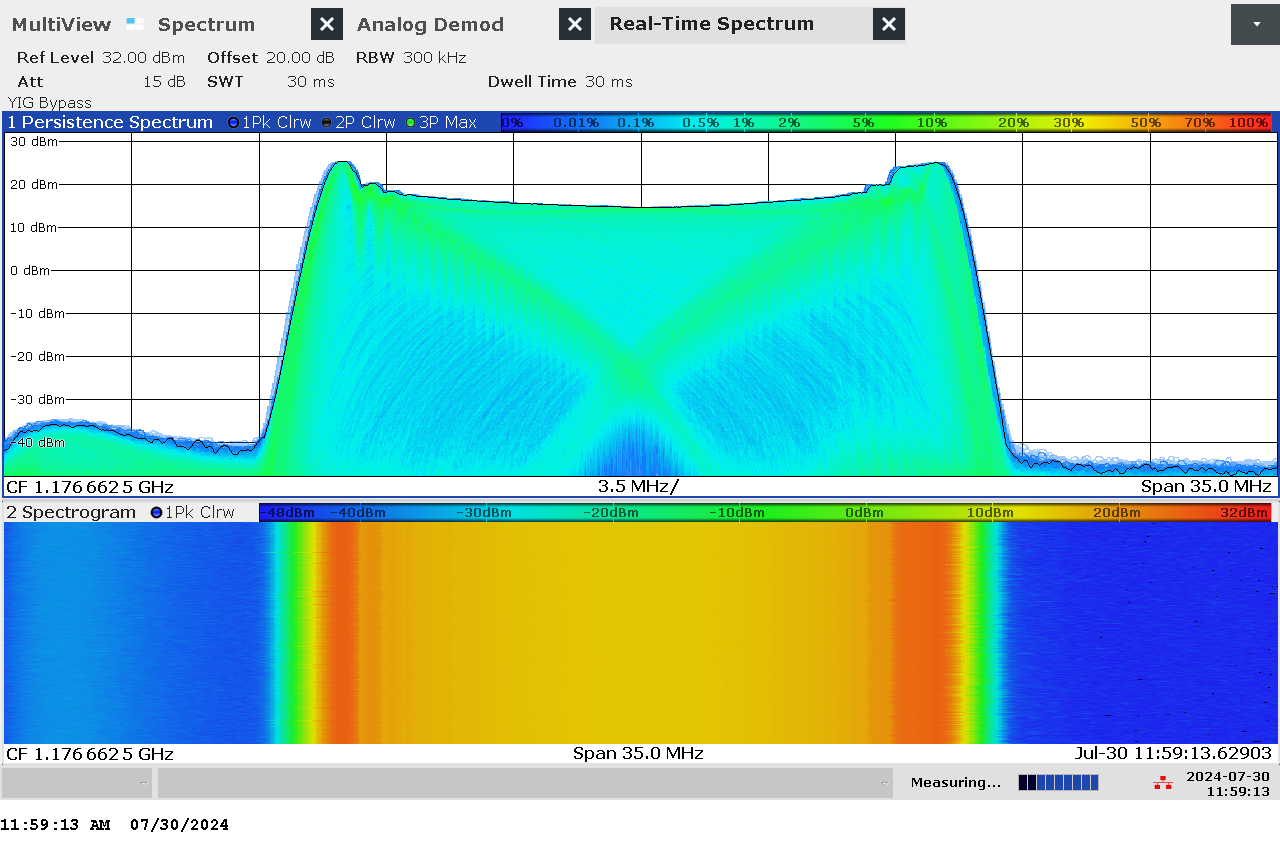 MultiView Spectrum Analog Demod Real-Time Spectrum
Ref Level 32.00 dBm Offset 20.00 dB RBW 300 kHz
Att 15 dB SWT 30 ms Dwell Time 30 ms
YIG Bypass
1 Persistence Spectrum 1Pk Clrw 2P Clrw 3P Max 0% 0.01% 0.1% 0.5% 1% 2% 5% 10% 20% 30% 50% 70% 100%
30 dBm
20 dBm
10 dBm
0 dBm
-10 dBm
-20 dBm
-30 dBm
-40 dBm
CF 1.176 662 5 GHz 3.5 MHz/ Span 35.0 MHz
2 Spectrogram 1Pk Clrw -48dBm -40dBm -30dBm -20dBm -10dBm 0dBm 10dBm 20dBm 32dBm
CF 1.176 662 5 GHz Span 35.0 MHz Jul-30 11:59:13.62903
Measuring... 2024-07-30
11:59:13
11:59:13 AM 07/30/2024